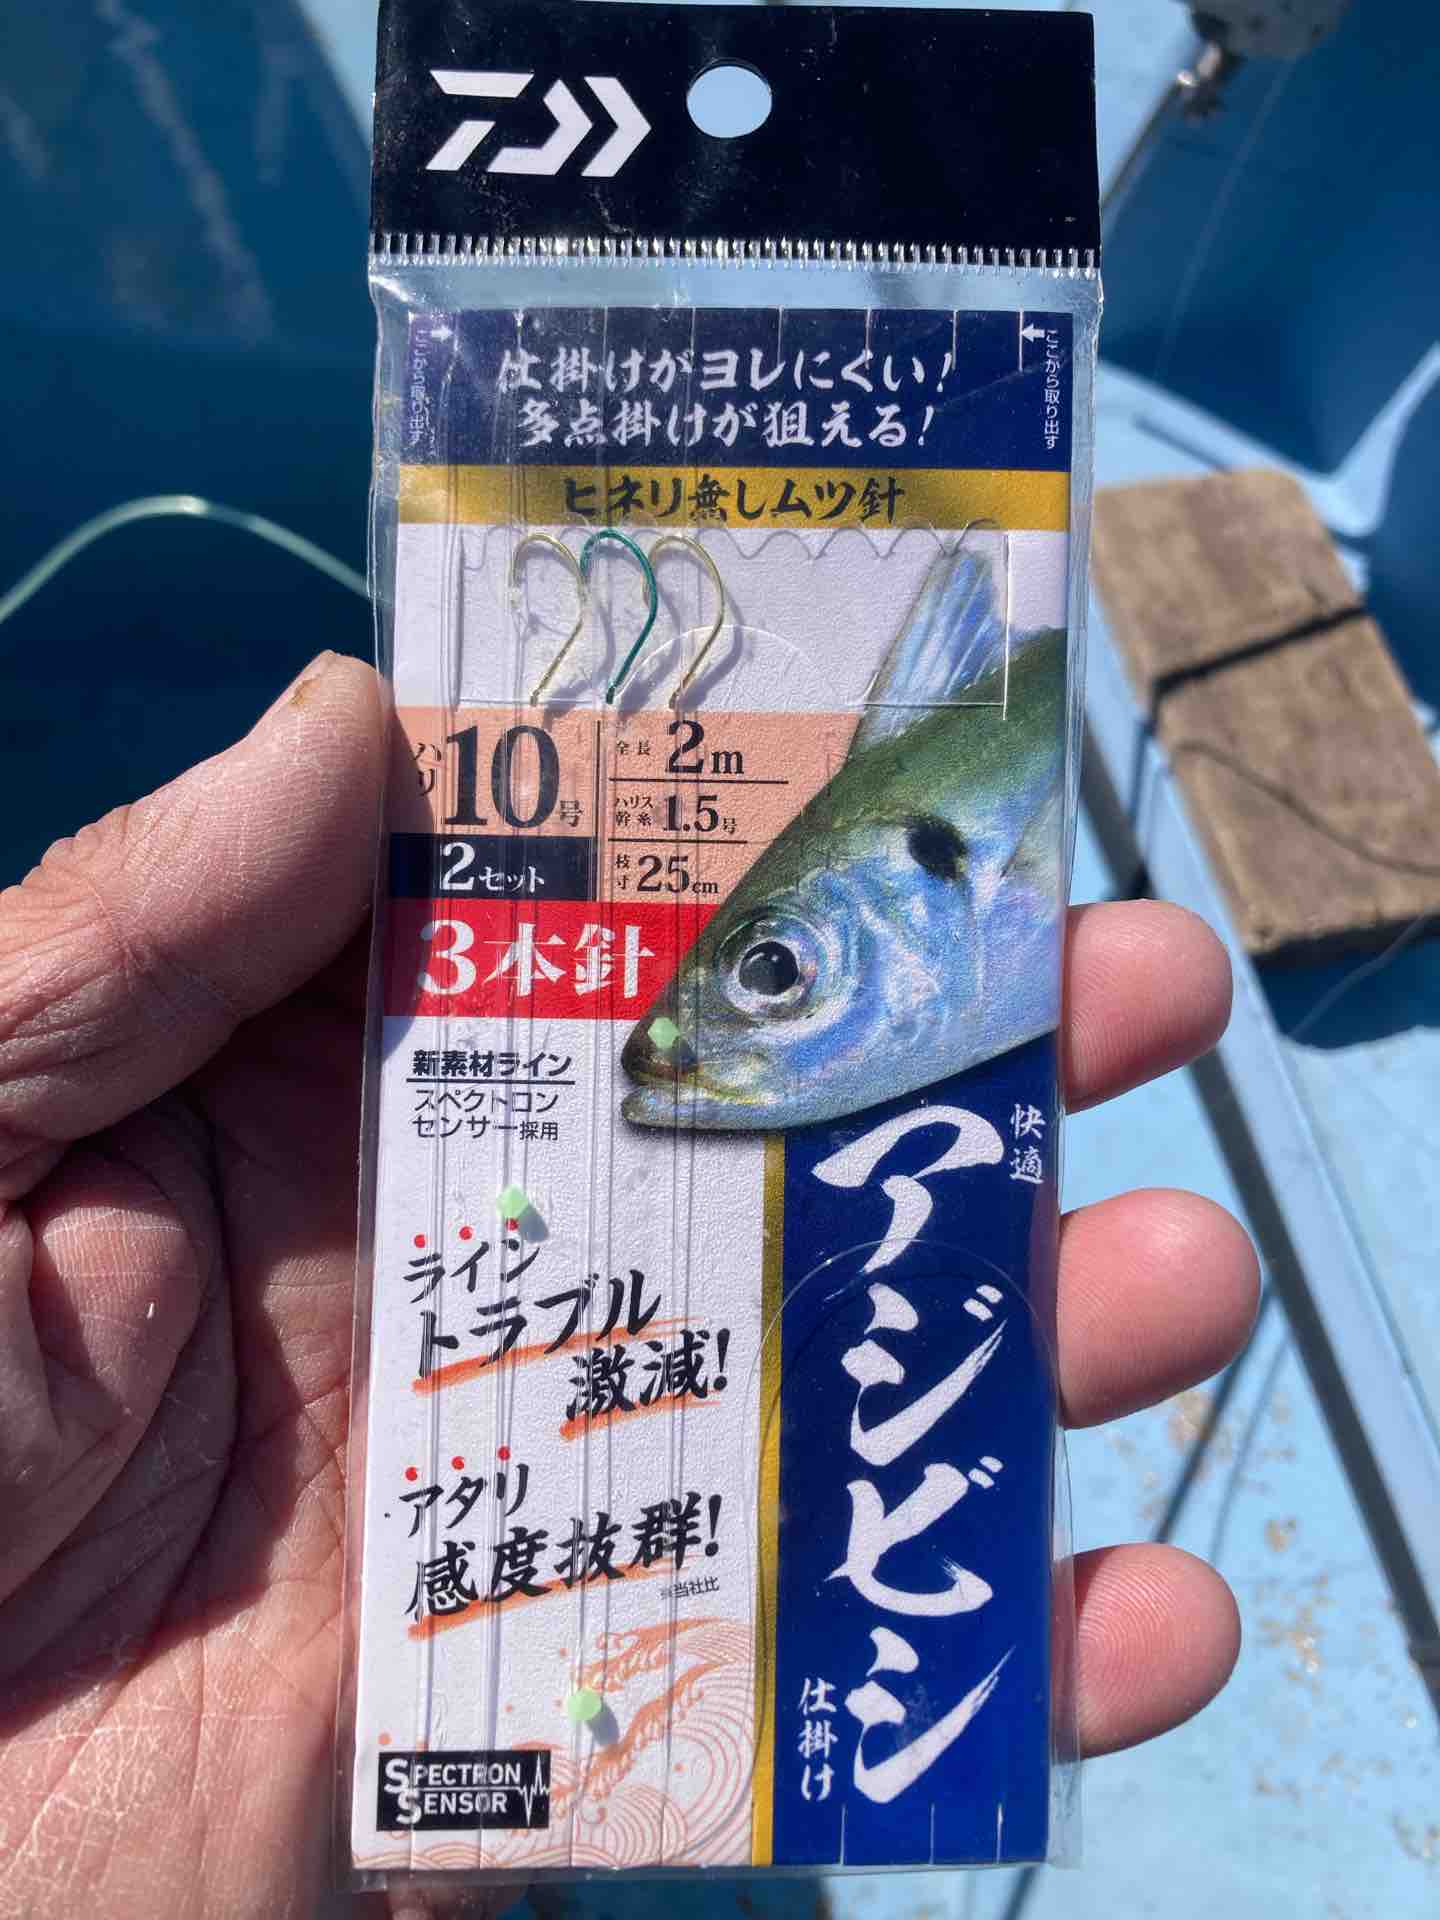 ここから取り出す
ここから取り出す
仕掛けがヨレにくい!
多点掛けが狙える!
ヒネリ無しムツ針
ハリ 10号
2セット
全長 2m
ハリス 幹糸 1.5号
枝寸 25cm
3本針
新素材ライン
スペクトロン
センサー採用
ライン
トラブル
激減!
アタリ
感度抜群!
※当社比
快適
アジビシ
仕掛け
SPECTRON
SENSOR